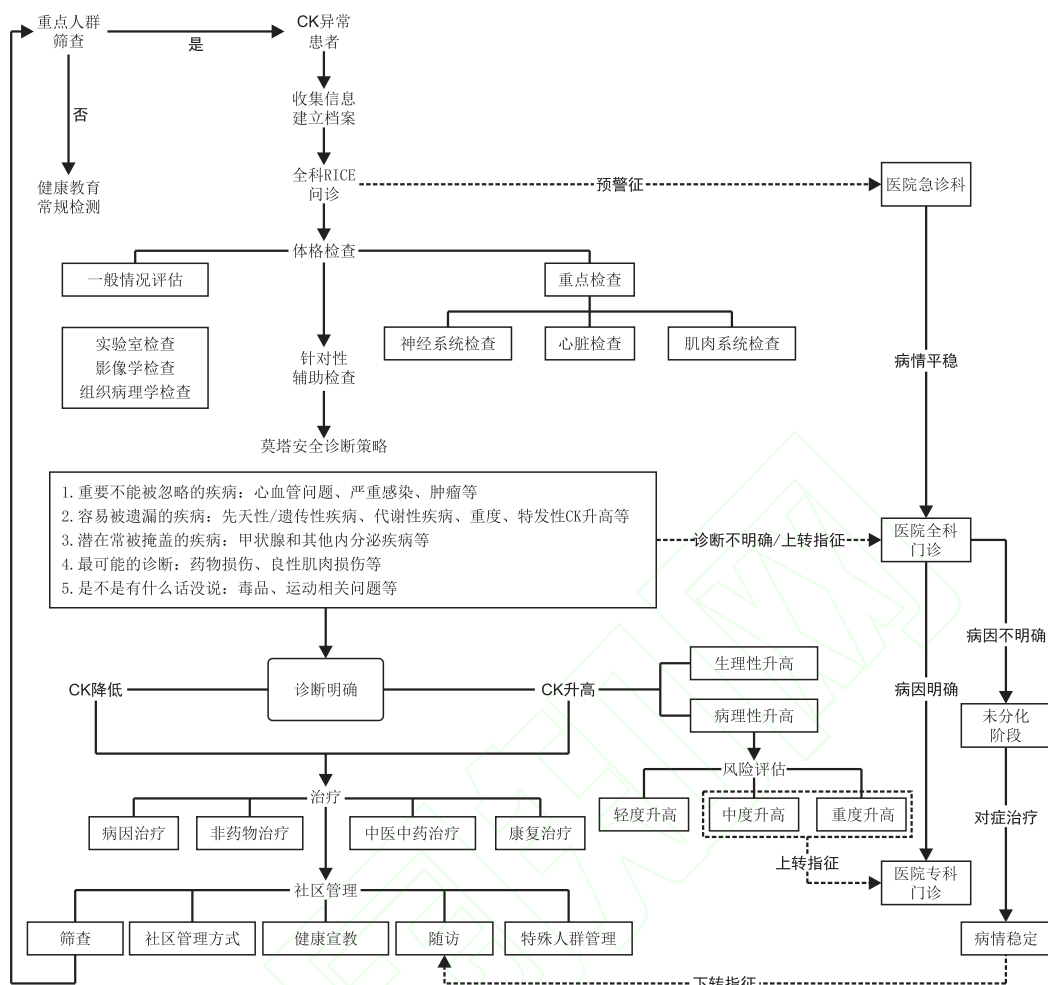 重点人群
筛查
是
CK异常
患者
否
健康教育
常规检测
收集信息
建立档案
全科RICE
问诊
预警征
医院急诊科
体格检查
一般情况评估
重点检查
神经系统检查
心脏检查
肌肉系统检查
实验室检查
影像学检查
组织病理学检查
针对性
辅助检查
病情平稳
莫塔安全诊断策略
1.重要不能被忽略的疾病：心血管问题、严重感染、肿瘤等
2.容易被遗漏的疾病：先天性/遗传性疾病、代谢性疾病、重度、特发性CK升高等
3.潜在常被掩盖的疾病：甲状腺和其他内分泌疾病等
4.最可能的诊断：药物损伤、良性肌肉损伤等
5.是不是有什么话没说：毒品、运动相关问题等
诊断不明确/上转指征
医院全科
门诊
病因不明确
病因明确
CK降低
诊断明确
CK升高
生理性升高
病理性升高
未分化
阶段
风险评估
轻度升高
中度升高
重度升高
上转指征
对症治疗
医院专科
门诊
治疗
病因治疗
非药物治疗
中医中药治疗
康复治疗
社区管理
筛查
社区管理方式
健康宣教
随访
特殊人群管理
病情稳定
下转指征